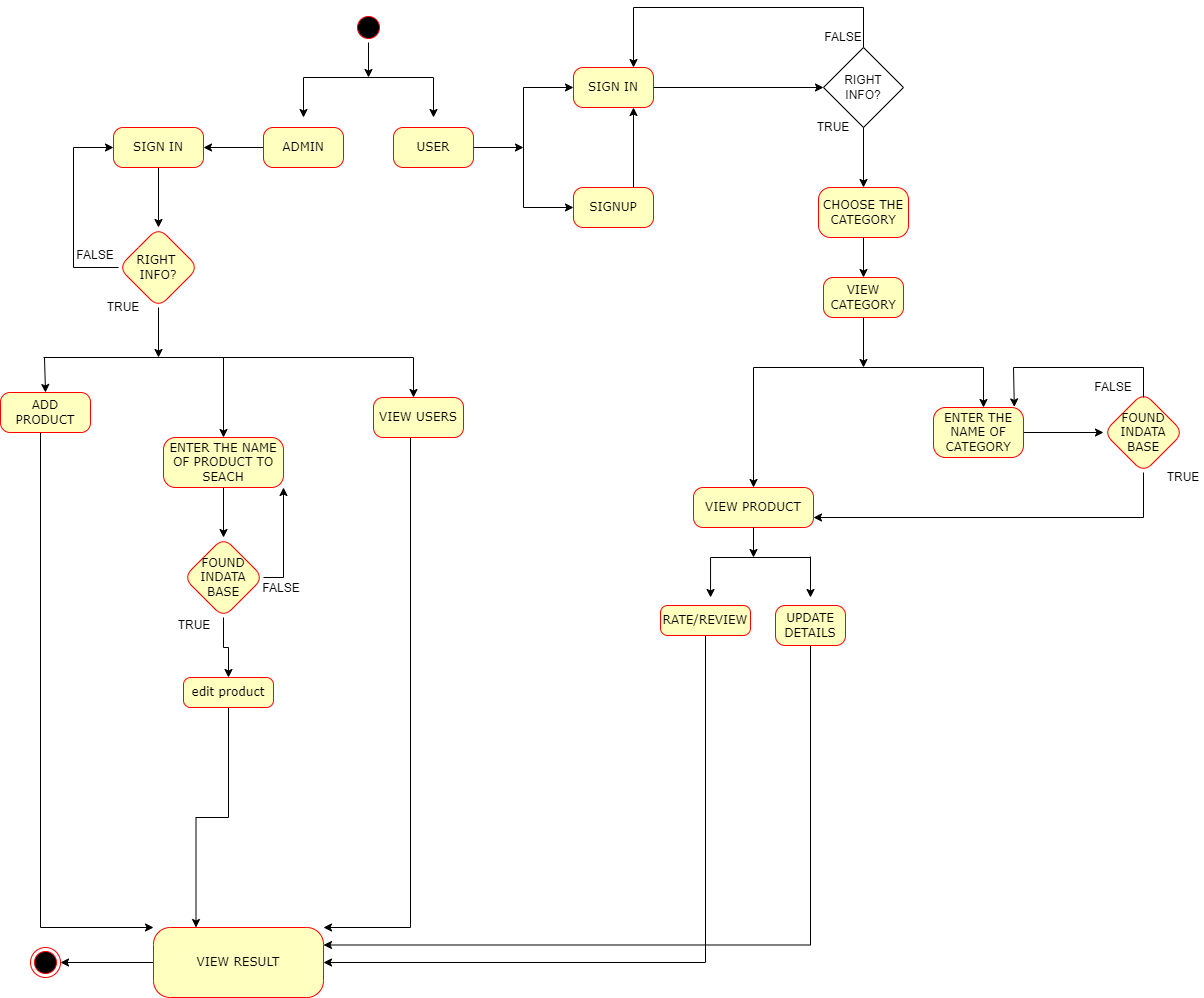 FALSE
SIGN IN
RIGHT
INFO?
TRUE
SIGN IN
ADMIN
USER
SIGNUP
CHOOSE THE
CATEGORY
FALSE
RIGHT
INFO?
TRUE
VIEW
CATEGORY
ADD
PRODUCT
VIEW USERS
ENTER THE NAME
OF PRODUCT TO
SEACH
FALSE
ENTER THE
NAME OF
CATEGORY
FOUND
INDATA
BASE
TRUE
VIEW PRODUCT
FOUND
INDATA
BASE
FALSE
TRUE
RATE/REVIEW
UPDATE
DETAILS
edit product
VIEW RESULT